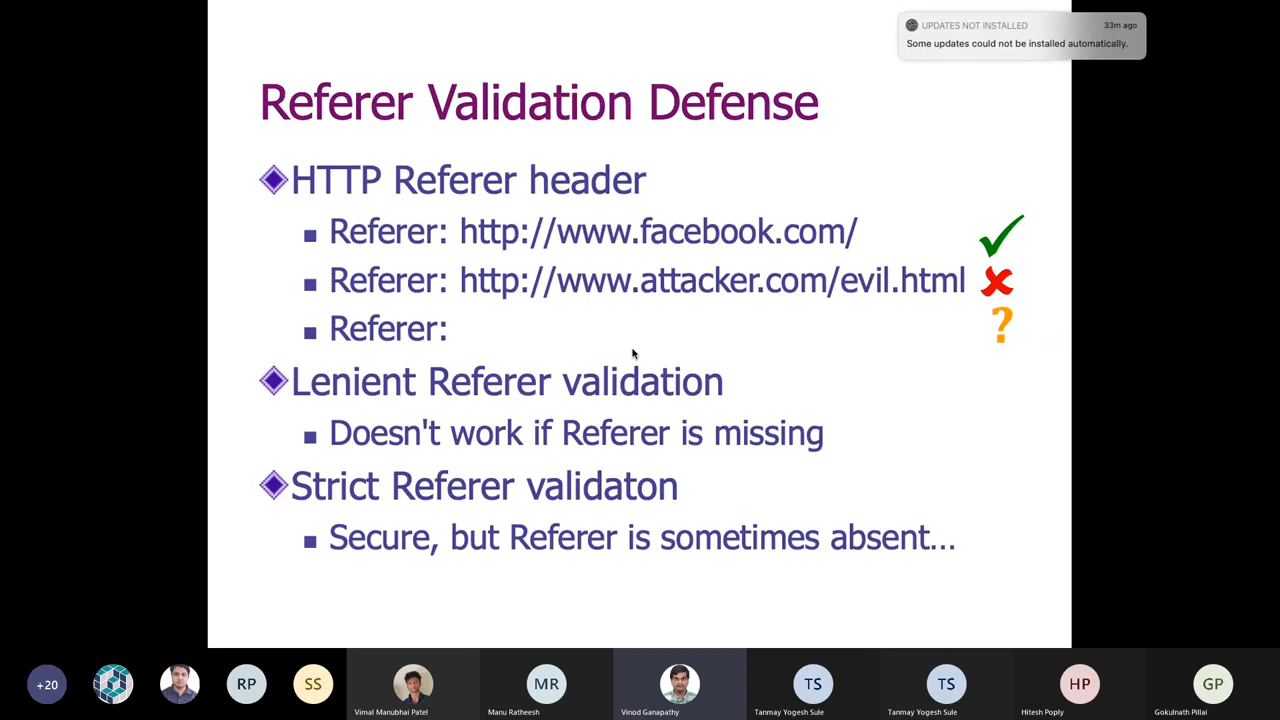 UPDATES NOT INSTALLED 33m ago
Some updates could not be installed automatically.
Referer Validation Defense
HTTP Referer header
Referer: http://www.facebook.com/
Referer: http://www.attacker.com/evil.html
Referer:
?
Lenient Referer validation
Doesn't work if Referer is missing
Strict Referer validaton
Secure, but Referer is sometimes absent…
+20 RP SS MR TS TS HP GP
Vimal Manubhai Patel Manu Ratheesh Vinod Ganapathy Tanmay Yogesh Sule Tanmay Yogesh Sule Hitesh Poply Gokulnath Pillai